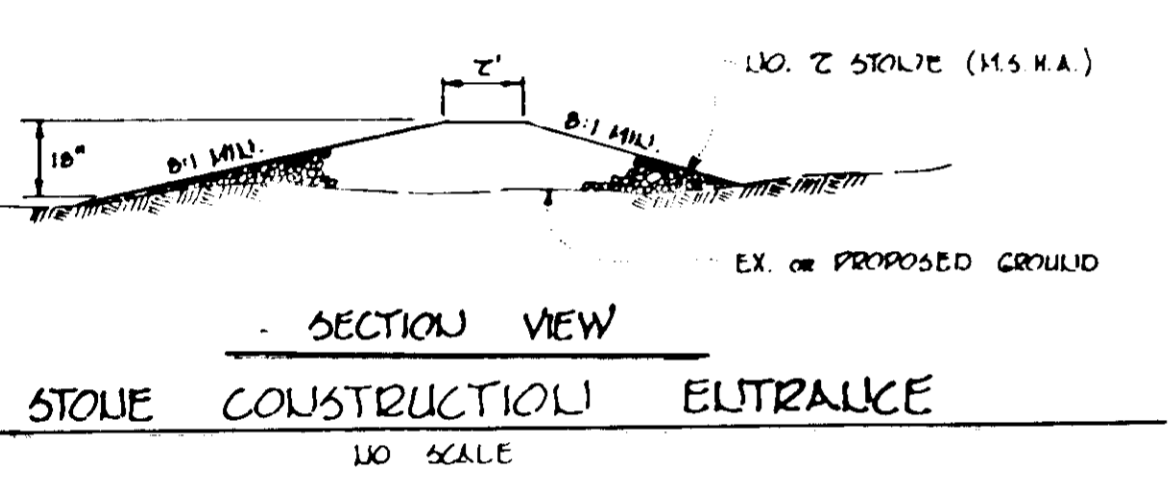 2'
NO. 2 STONE (M.S.H.A.)
8:1 MIN.
18"
8:1 MIN.
EX. OR PROPOSED GROUND
SECTION VIEW
STONE CONSTRUCTION ENTRANCE
NO SCALE